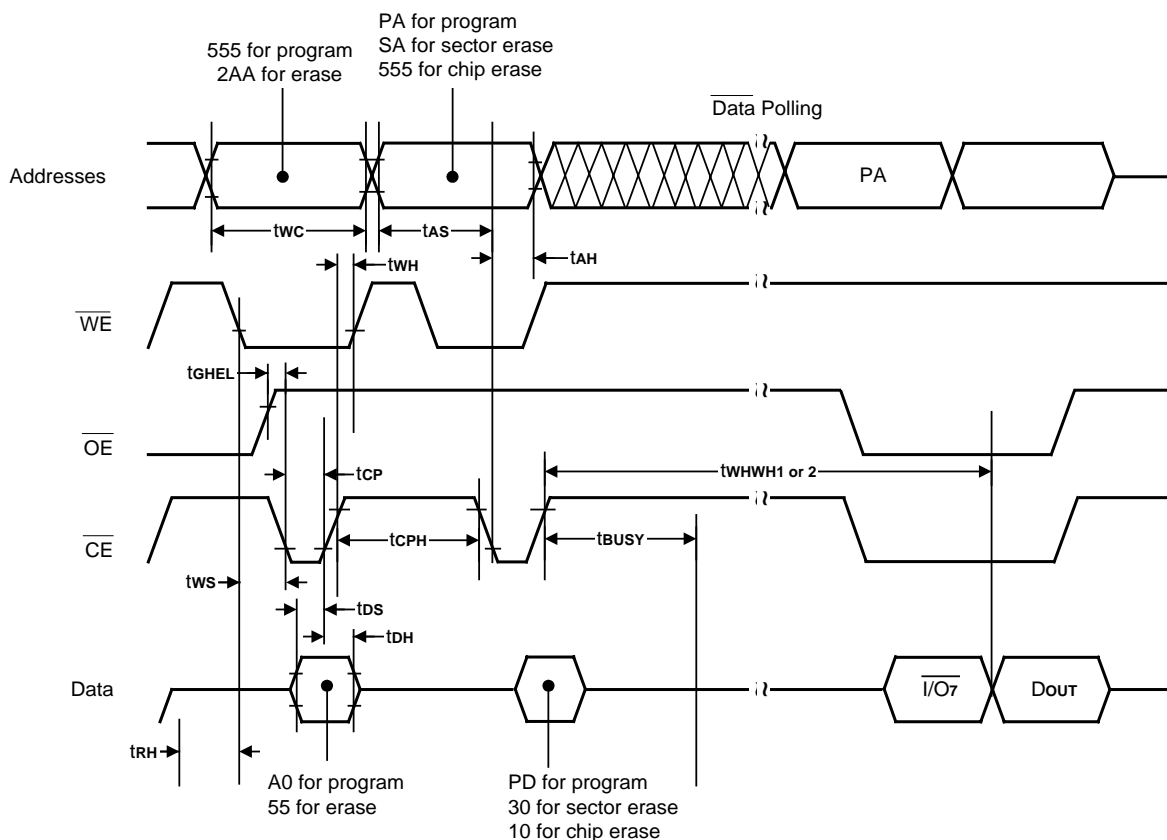 555 for program
2AA for erase
PA for program
SA for sector erase
555 for chip erase
Data Polling
Addresses
PA
tWC
tAS
tWH
tAH
WE
tGHEL
OE
tCP
tWHWH1 or 2
CE
tCPH
tBUSY
tWS
tDS
tDH
Data
I/O7
DOUT
tRH
A0 for program
55 for erase
PD for program
30 for sector erase
10 for chip erase